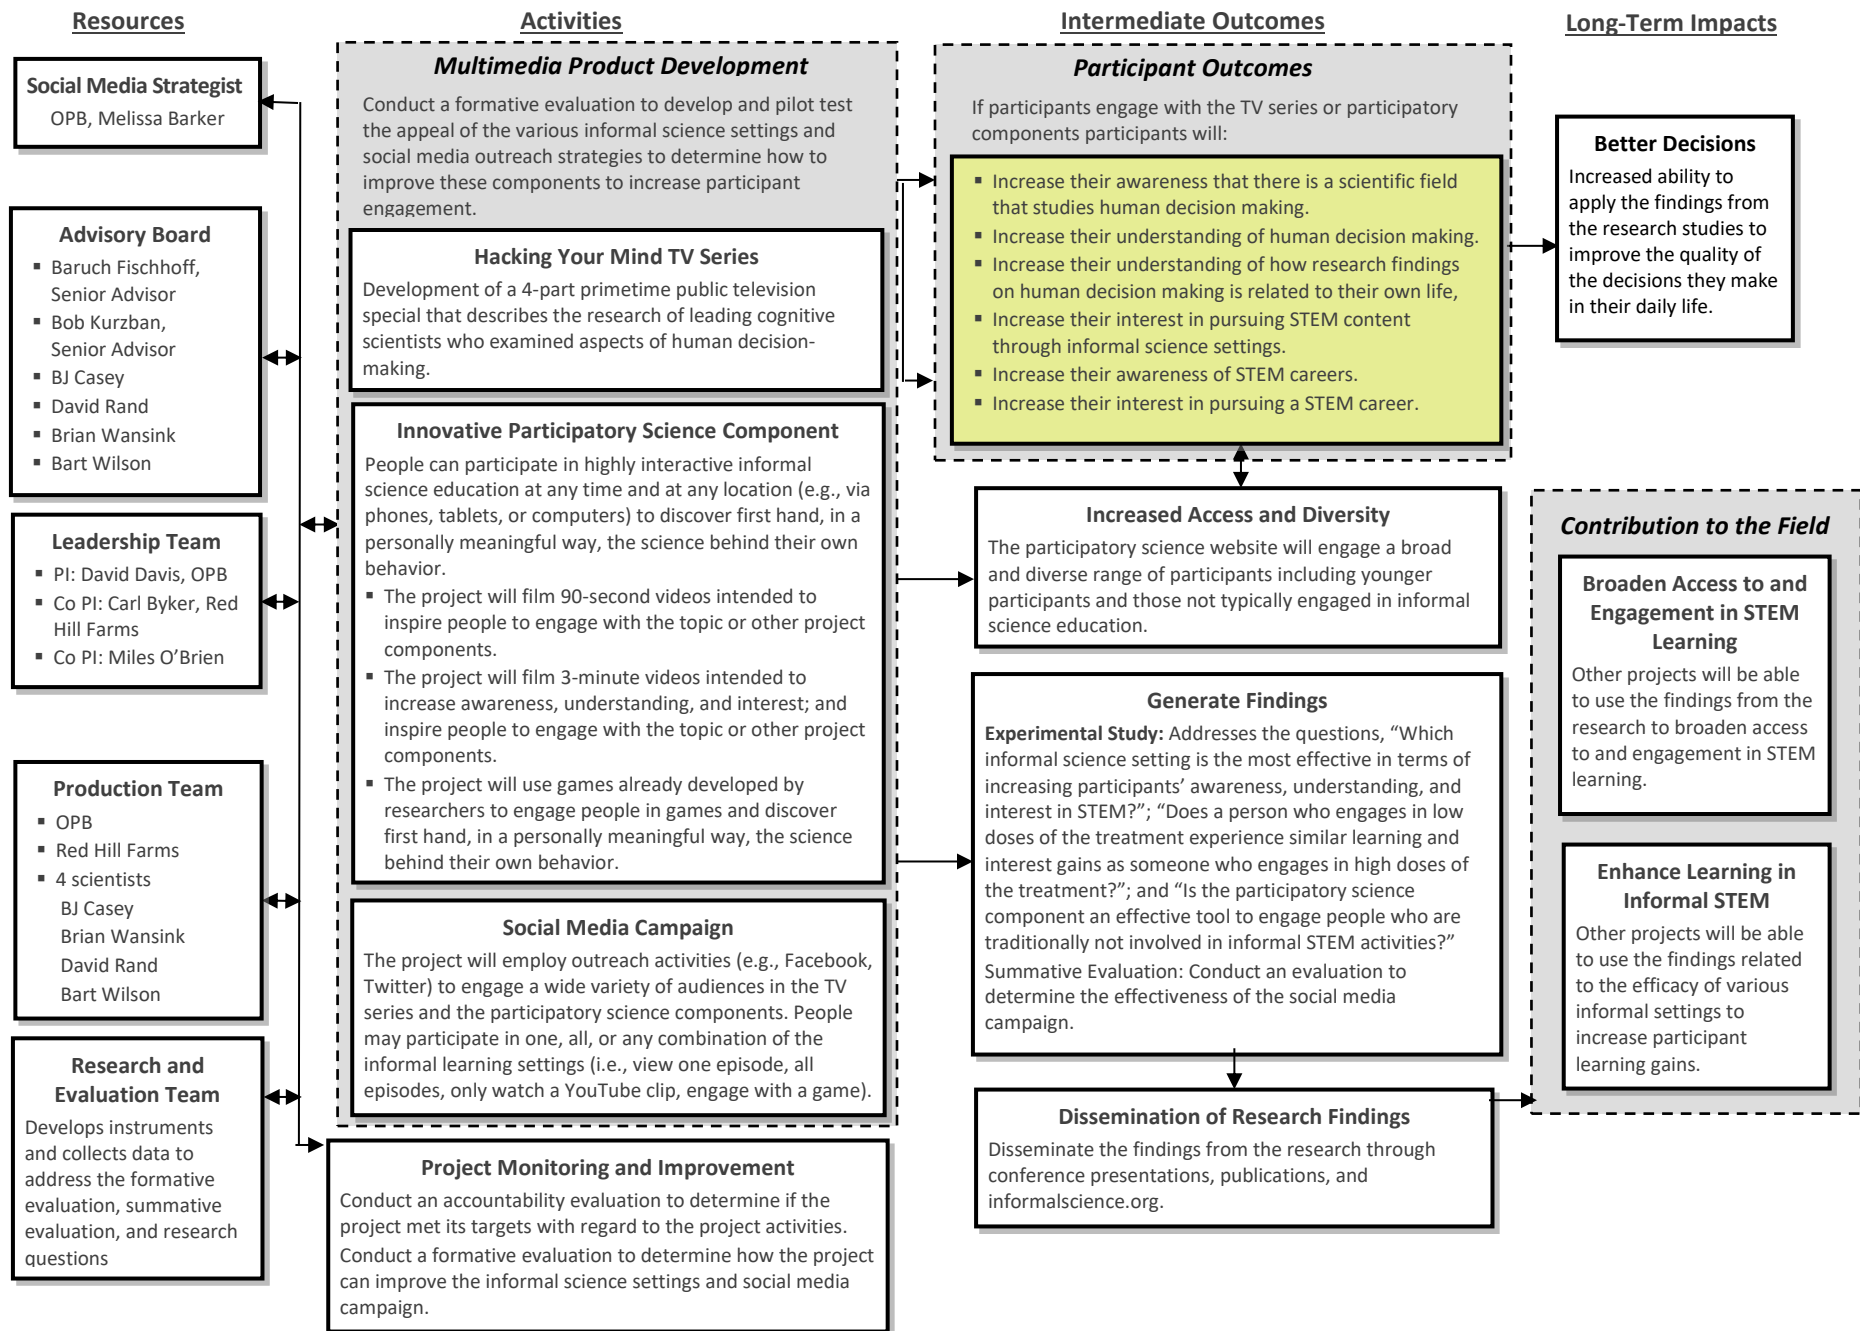 Resources
Social Media Strategist
OPB, Melissa Barker
Advisory Board
▪ Baruch Fischhoff,
Senior Advisor
▪ Bob Kurzban,
Senior Advisor
▪ BJ Casey
▪ David Rand
▪ Brian Wansink
▪ Bart Wilson
Leadership Team
▪ PI: David Davis, OPB
▪ Co PI: Carl Byker, Red
Hill Farms
▪ Co PI: Miles O’Brien
Production Team
▪ OPB
▪ Red Hill Farms
▪ 4 scientists
BJ Casey
Brian Wansink
David Rand
Bart Wilson
Research and
Evaluation Team
Develops instruments
and collects data to
address the formative
evaluation, summative
evaluation, and research
questions
Activities
Multimedia Product Development
Conduct a formative evaluation to develop and pilot test
the appeal of the various informal science settings and
social media outreach strategies to determine how to
improve these components to increase participant
engagement.
Hacking Your Mind TV Series
Development of a 4-part primetime public television
special that describes the research of leading cognitive
scientists who examined aspects of human decision-
making.
Innovative Participatory Science Component
People can participate in highly interactive informal
science education at any time and at any location (e.g., via
phones, tablets, or computers) to discover first hand, in a
personally meaningful way, the science behind their own
behavior.
▪ The project will film 90-second videos intended to
inspire people to engage with the topic or other project
components.
▪ The project will film 3-minute videos intended to
increase awareness, understanding, and interest; and
inspire people to engage with the topic or other project
components.
▪ The project will use games already developed by
researchers to engage people in games and discover
first hand, in a personally meaningful way, the science
behind their own behavior.
Social Media Campaign
The project will employ outreach activities (e.g., Facebook,
Twitter) to engage a wide variety of audiences in the TV
series and the participatory science components. People
may participate in one, all, or any combination of the
informal learning settings (i.e., view one episode, all
episodes, only watch a YouTube clip, engage with a game).
Project Monitoring and Improvement
Conduct an accountability evaluation to determine if the
project met its targets with regard to the project activities.
Conduct a formative evaluation to determine how the project
can improve the informal science settings and social media
campaign.
Intermediate Outcomes
Participant Outcomes
If participants engage with the TV series or participatory
components participants will:
▪ Increase their awareness that there is a scientific field
that studies human decision making.
▪ Increase their understanding of human decision making.
▪ Increase their understanding of how research findings
on human decision making is related to their own life,
▪ Increase their interest in pursuing STEM content
through informal science settings.
▪ Increase their awareness of STEM careers.
▪ Increase their interest in pursuing a STEM career.
Increased Access and Diversity
The participatory science website will engage a broad
and diverse range of participants including younger
participants and those not typically engaged in informal
science education.
Generate Findings
Experimental Study: Addresses the questions, “Which
informal science setting is the most effective in terms of
increasing participants’ awareness, understanding, and
interest in STEM?”; “Does a person who engages in low
doses of the treatment experience similar learning and
interest gains as someone who engages in high doses of
the treatment?”; and “Is the participatory science
component an effective tool to engage people who are
traditionally not involved in informal STEM activities?”
Summative Evaluation: Conduct an evaluation to
determine the effectiveness of the social media
campaign.
Dissemination of Research Findings
Disseminate the findings from the research through
conference presentations, publications, and
informalscience.org.
Long-Term Impacts
Better Decisions
Increased ability to
apply the findings from
the research studies to
improve the quality of
the decisions they make
in their daily life.
Contribution to the Field
Broaden Access to and
Engagement in STEM
Learning
Other projects will be able
to use the findings from the
research to broaden access
to and engagement in STEM
learning.
Enhance Learning in
Informal STEM
Other projects will be able
to use the findings related
to the efficacy of various
informal settings to
increase participant
learning gains.